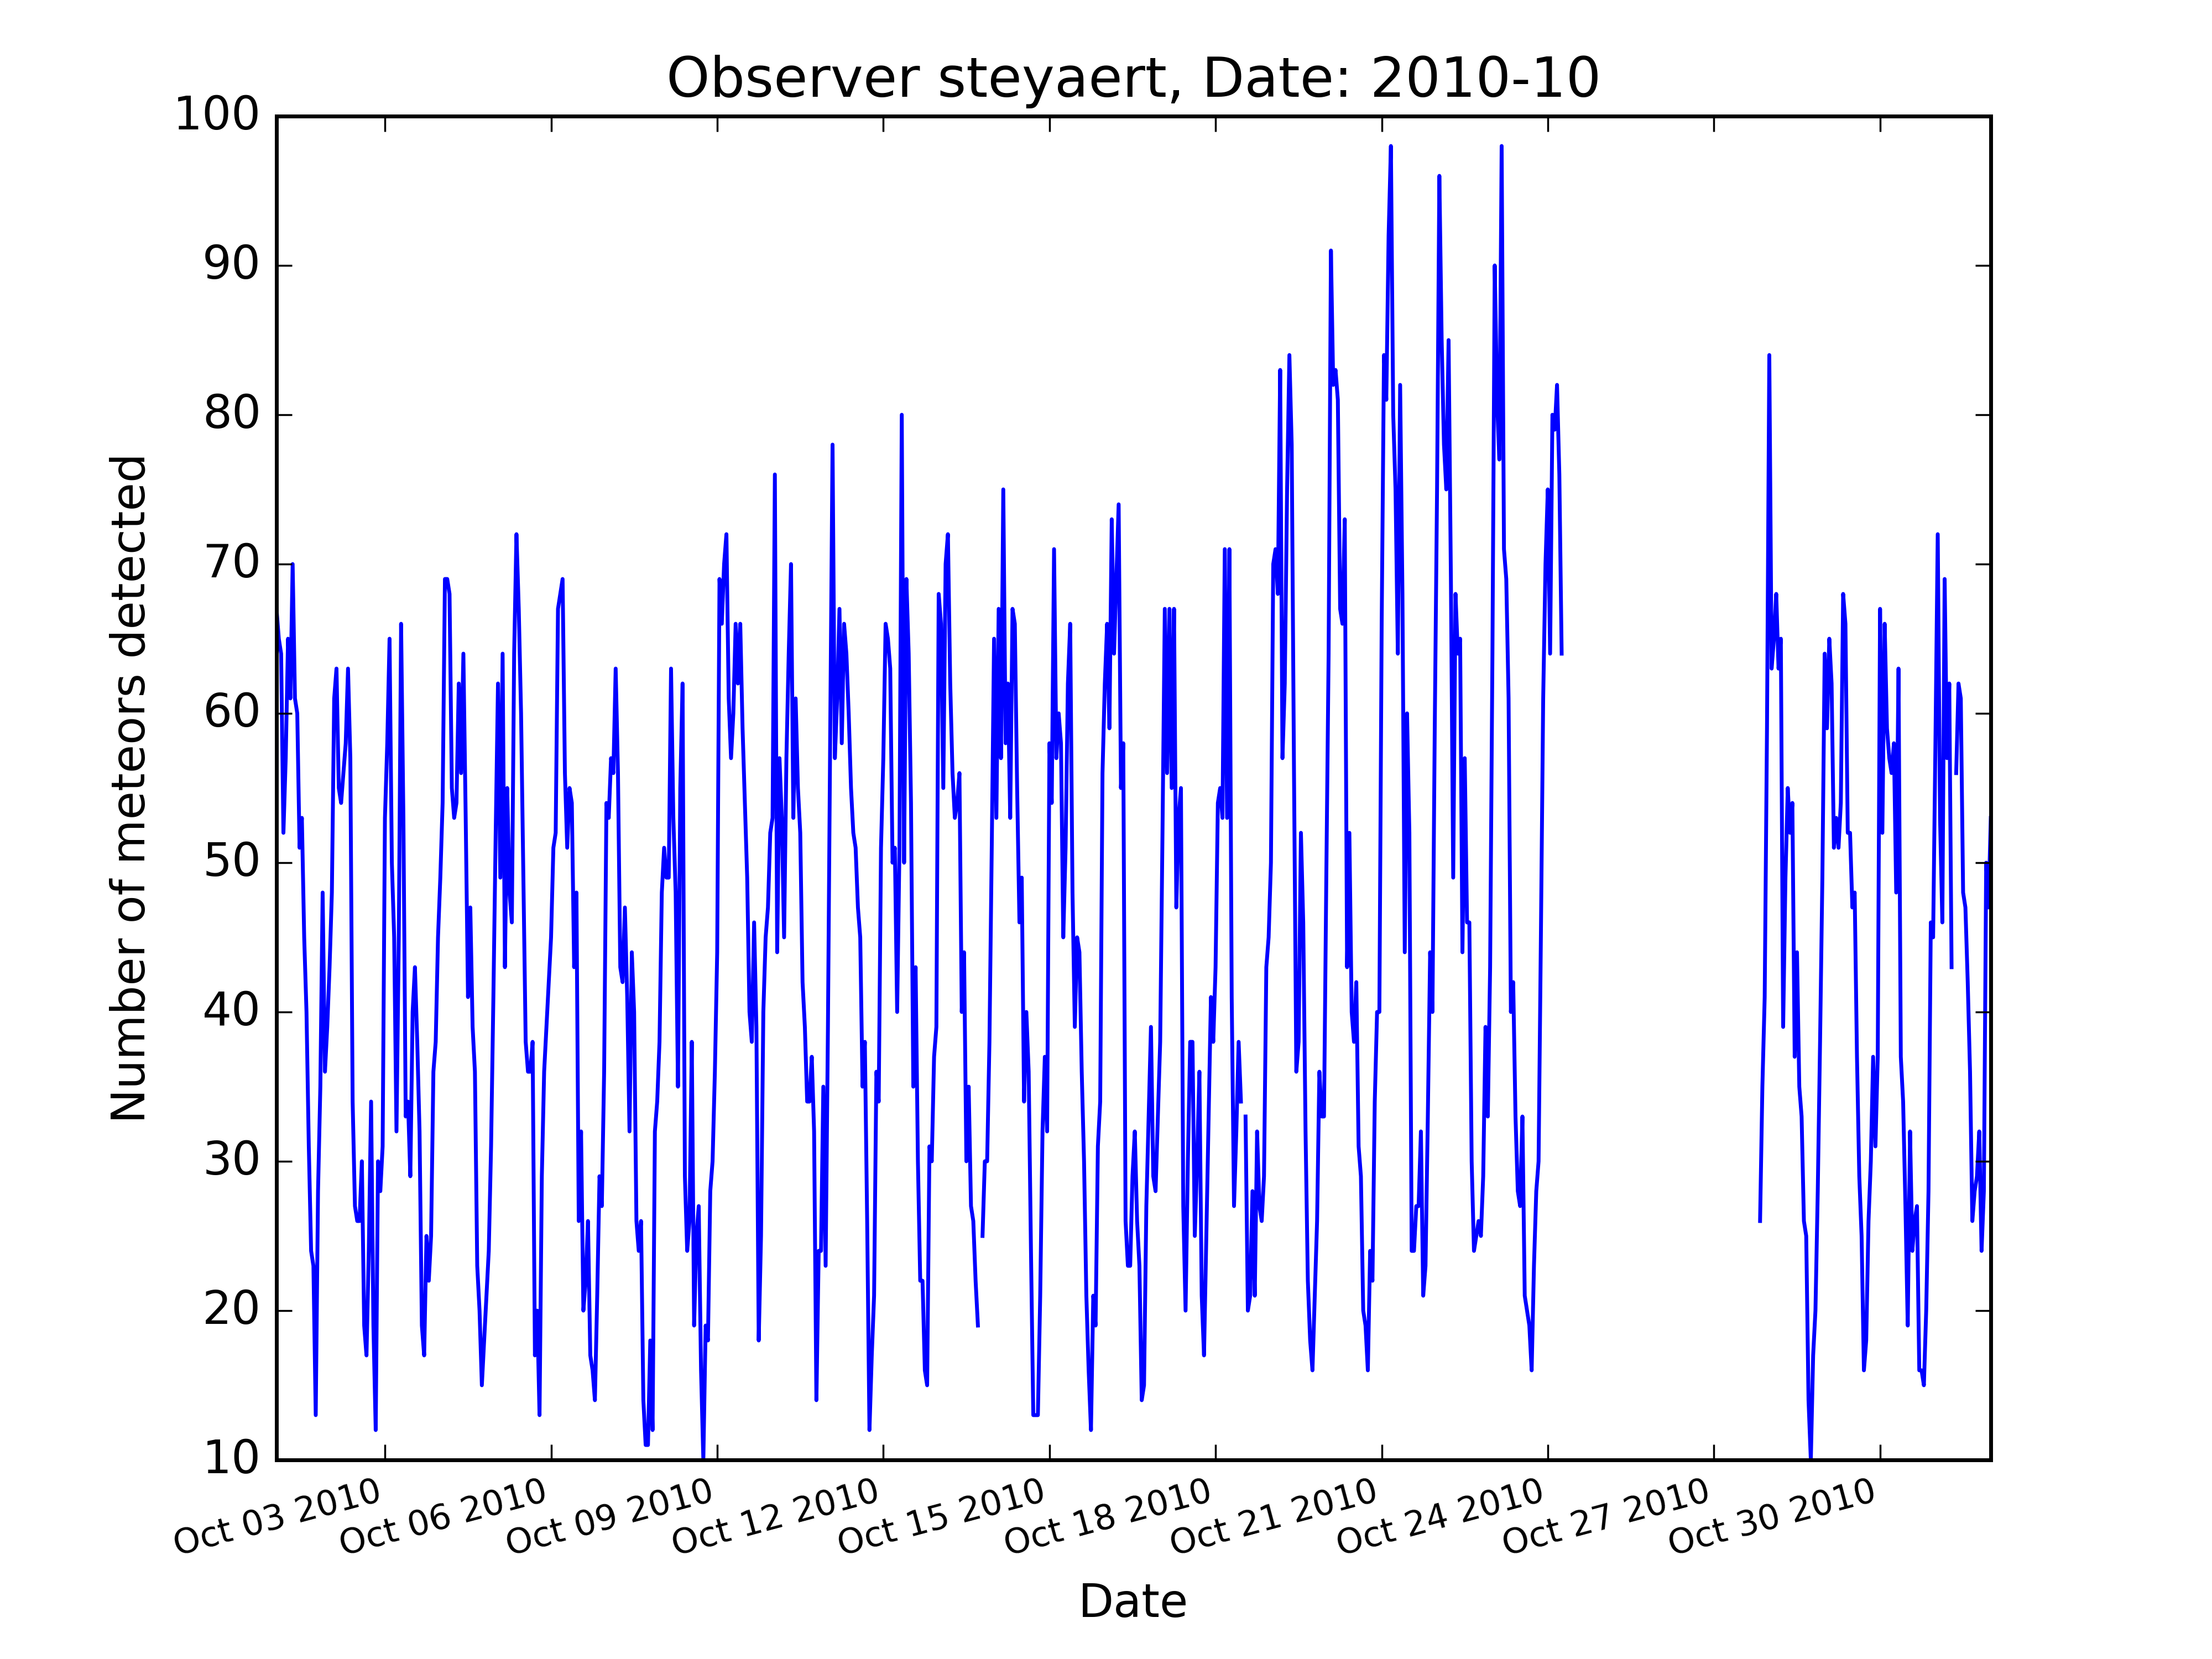 Observer steyaert, Date: 2010-10
100
90
80
70
60
50
40
30
20
10
Number of meteors detected
Oct 03 2010
Oct 06 2010
Oct 09 2010
Oct 12 2010
Oct 15 2010
Oct 18 2010
Oct 21 2010
Oct 24 2010
Oct 27 2010
Oct 30 2010
Date